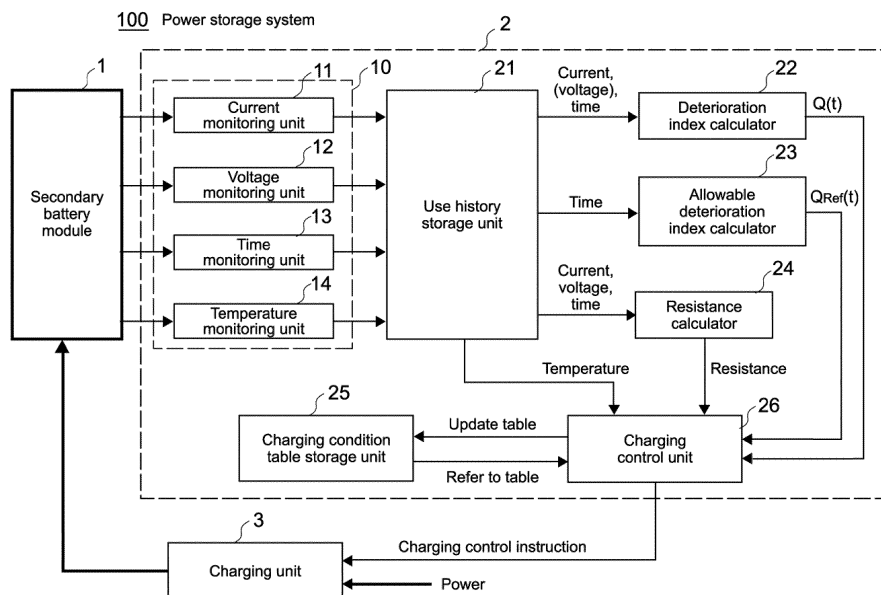 100 Power storage system
2
1
11
10
21
22
Current monitoring unit
Current, (voltage), time
Deterioration index calculator
Q(t)
12
Voltage monitoring unit
23
Secondary battery module
Use history storage unit
Time
Allowable deterioration index calculator
QRef(t)
13
Time monitoring unit
Current, voltage, time
24
14
Temperature monitoring unit
Resistance calculator
Temperature
Resistance
25
26
Charging condition table storage unit
Update table
Refer to table
Charging control unit
3
Charging control instruction
Charging unit
Power